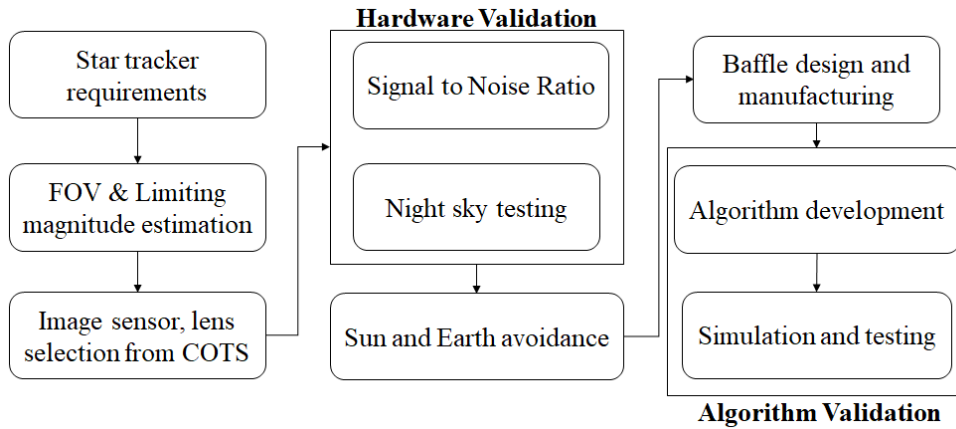 Star tracker
requirements
FOV & Limiting
magnitude estimation
Image sensor, lens
selection from COTS
Hardware Validation
Signal to Noise Ratio
Night sky testing
Sun and Earth avoidance
Baffle design and
manufacturing
Algorithm development
Simulation and testing
Algorithm Validation